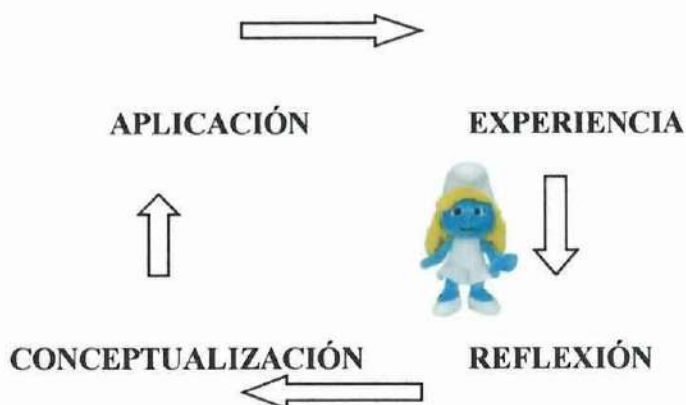 APLICACIÓN EXPERIENCIA
CONCEPTUALIZACIÓN REFLEXIÓN